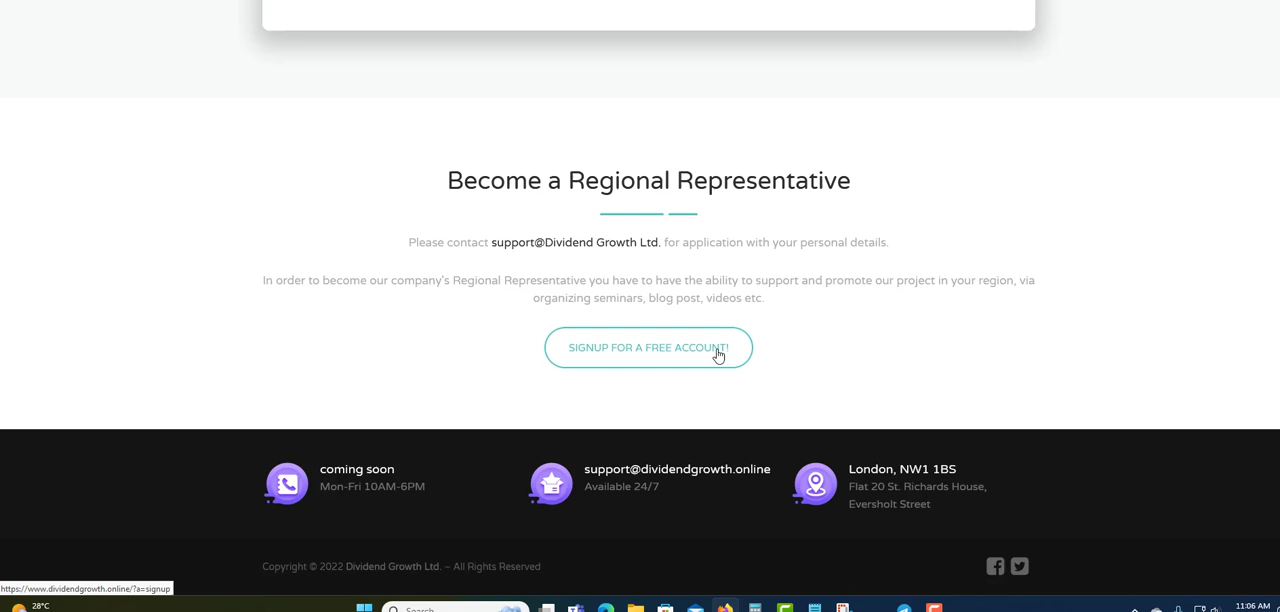 Become a Regional Representative
Please contact support@Dividend Growth Ltd. for application with your personal details.
In order to become our company's Regional Representative you have to have the ability to support and promote our project in your region, via
organizing seminars, blog post, videos etc.
SIGNUP FOR A FREE ACCOUNT!
coming soon
Mon-Fri 10AM-6PM
support@dividendgrowth.online
Available 24/7
London, NW1 1BS
Flat 20 St. Richards House,
Eversholt Street
Copyright © 2022 Dividend Growth Ltd. – All Rights Reserved
https://www.dividendgrowth.online/?a=signup
28°C
Search
11:06 AM